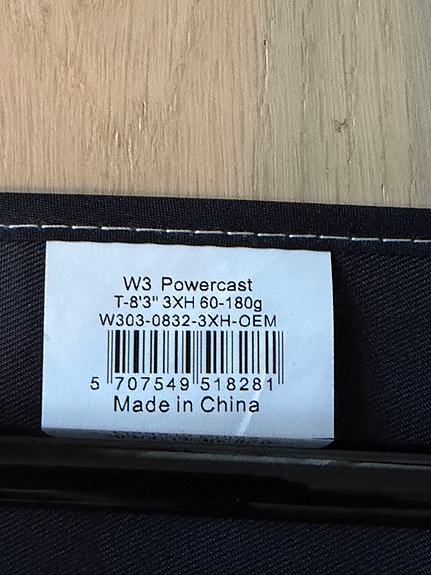 W3 Powercast
T-8'3" 3XH 60-180g
W303-0832-3XH-OEM
5 707549 518281
Made in China